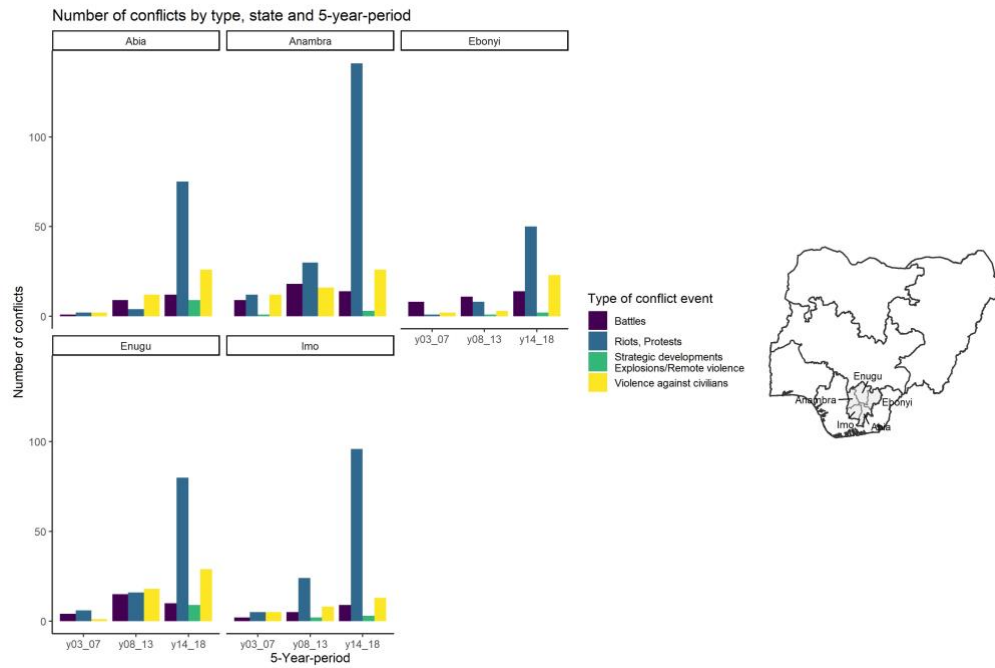 Number of conflicts by type, state and 5-year-period
Abia
Anambra
Ebonyi
100
50
0
y03_07
y08_13
y14_18
Number of conflicts
Enugu
Imo
100
50
0
y03_07
y08_13
y14_18
y03_07
y08_13
y14_18
5-Year-period
Type of conflict event
Battles
Riots, Protests
Strategic developments
Explosions/Remote violence
Violence against civilians
Enugu
Anambra
Ebonyi
Imo
Abia